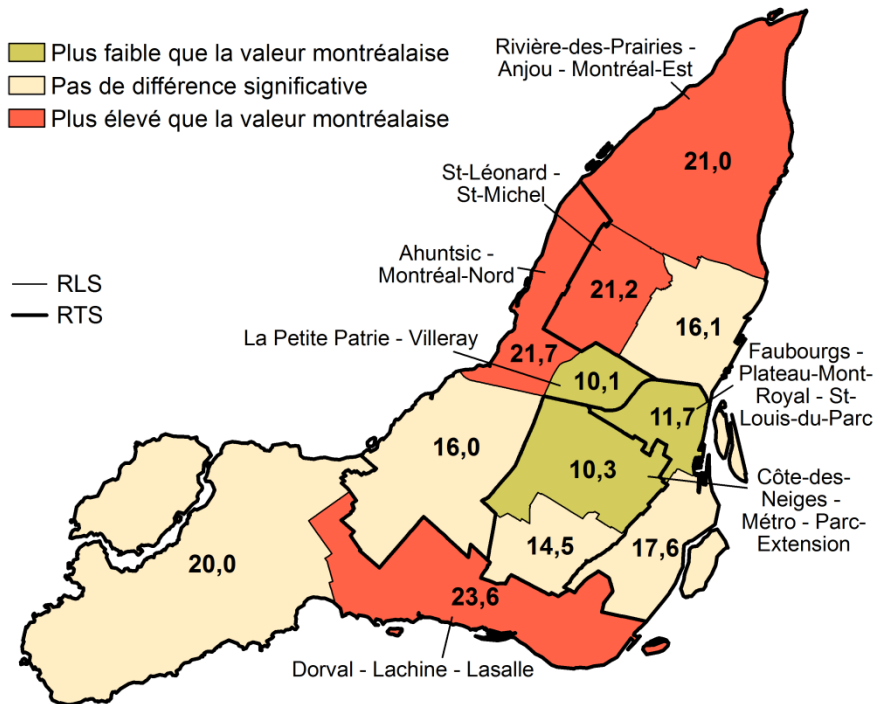 Plus faible que la valeur montréalaise
Pas de différence significative
Plus élevé que la valeur montréalaise
Rivière-des-Prairies -
Anjou - Montréal-Est
21,0
St-Léonard -
St-Michel
Ahuntsic -
Montréal-Nord
RLS
RTS
21,2
16,1
La Petite Patrie - Villeray
21,7
10,1
Faubourgs -
Plateau-Mont-
Royal - St-
Louis-du-Parc
11,7
16,0
10,3
Côte-des-
Neiges -
Métro - Parc-
Extension
14,5
17,6
20,0
23,6
Dorval - Lachine - Lasalle